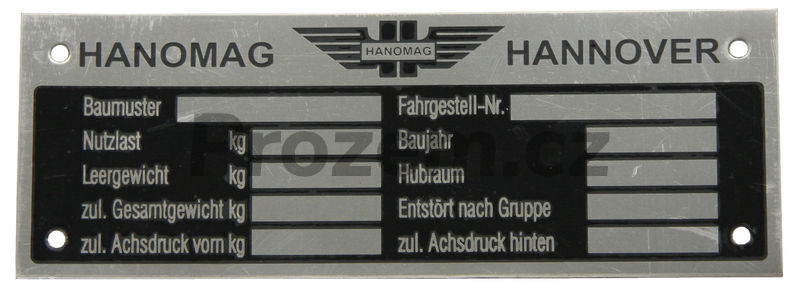 HANOMAG HANOMAG HANNOVER
Baumuster Fahrgestell-Nr.
Nutzlast kg Baujahr
Leergewicht kg Hubraum
zul. Gesamtgewicht kg Entstört nach Gruppe
zul. Achsdruck vorn kg zul. Achsdruck hinten
Prozem.cz